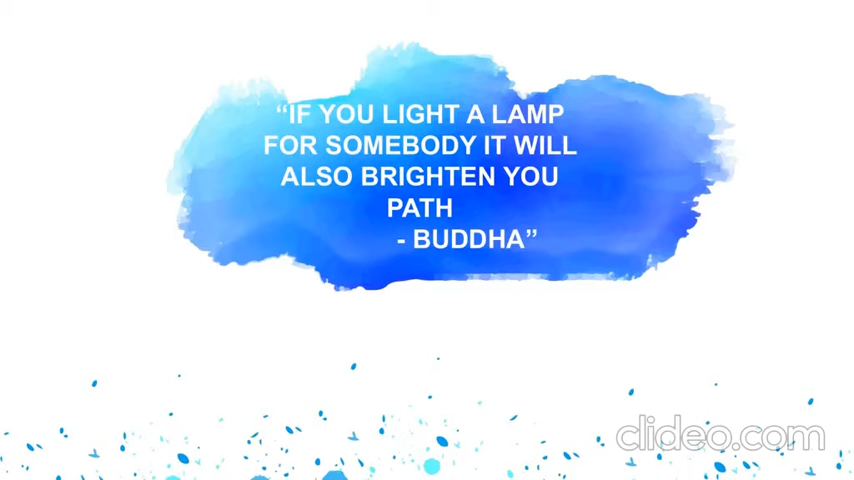 “IF YOU LIGHT A LAMP
FOR SOMEBODY IT WILL
ALSO BRIGHTEN YOU
PATH
- BUDDHA”
clideo.com